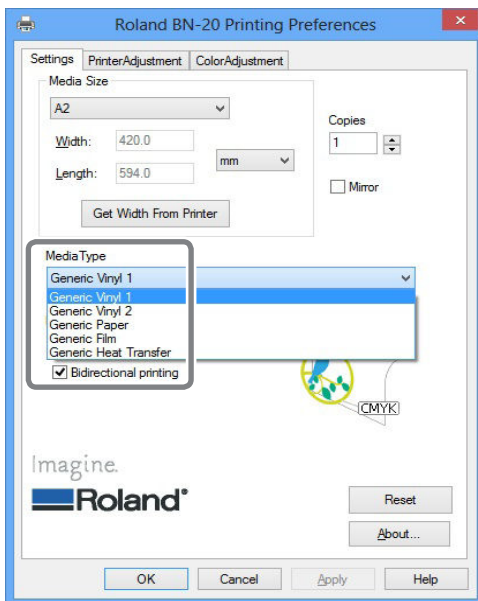 Roland BN-20 Printing Preferences
Settings PrinterAdjustment ColorAdjustment
Media Size
A2
Width: 420.0
Length: 594.0
mm
Get Width From Printer
Copies
1
Mirror
MediaType
Generic Vinyl 1
Generic Vinyl 1
Generic Vinyl 2
Generic Paper
Generic Film
Generic Heat Transfer
Bidirectional printing
CMYK
Imagine.
Roland
Reset
About...
OK Cancel Apply Help